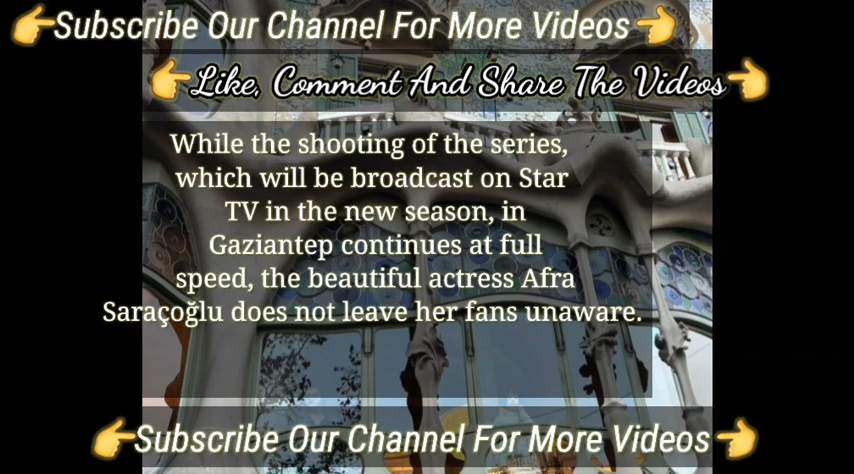 👉Subscribe Our Channel For More Videos👈
👉Like, Comment And Share The Videos👈
While the shooting of the series,
which will be broadcast on Star
TV in the new season, in
Gaziantep continues at full
speed, the beautiful actress Afra
Saraçoğlu does not leave her fans unaware.
👉Subscribe Our Channel For More Videos👈